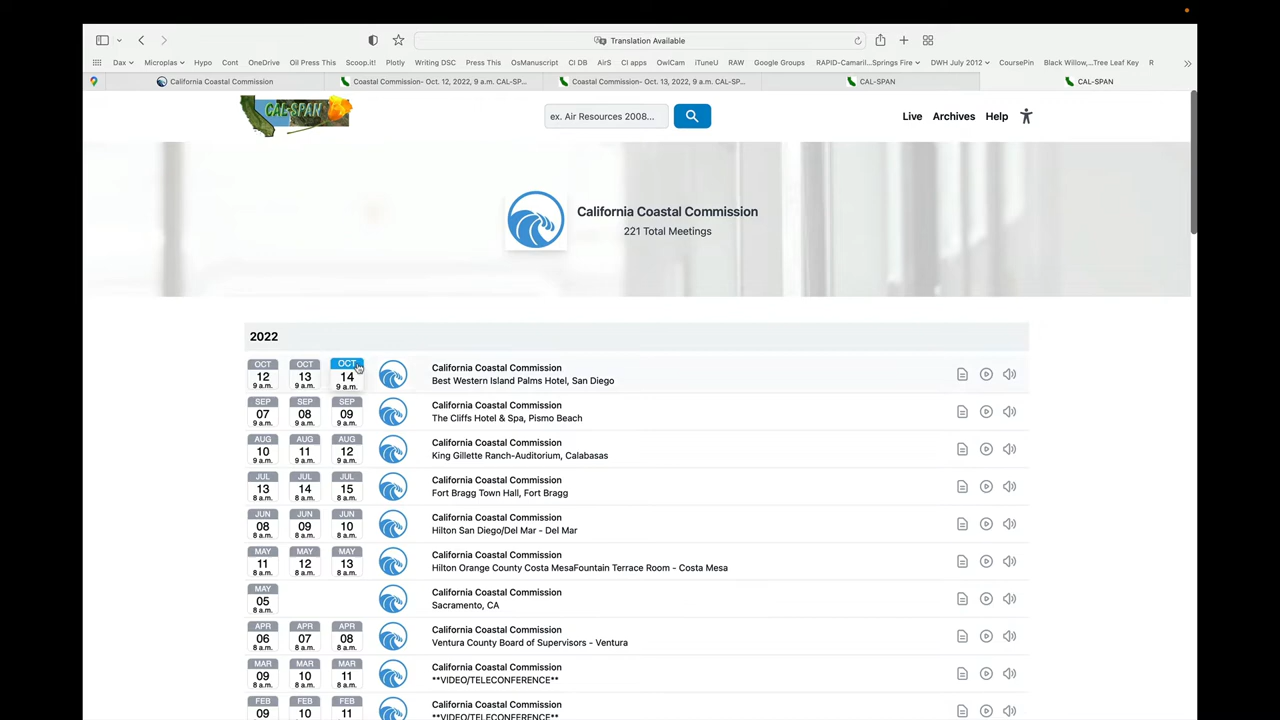 Translation Available
Dax Microplas Hypo Cont OneDrive Oil Press This Scoop.it! Plotly Writing DSC Press This OsManuscript CI DB AirS CI apps OwlCam iTuneU RAW Google Groups RAPID-Camaril...Springs Fire DWH July 2012 CoursePin Black Willow,...Tree Leaf Key R
California Coastal Commission Coastal Commission- Oct. 12, 2022, 9 a.m. CAL-SP... Coastal Commission- Oct. 13, 2022, 9 a.m. CAL-SP... CAL-SPAN CAL-SPAN
CAL-SPAN ex. Air Resources 2008... Live Archives Help
California Coastal Commission
221 Total Meetings
2022
OCT 12 9 a.m. OCT 13 9 a.m. OCT 14 9 a.m.
California Coastal Commission
Best Western Island Palms Hotel, San Diego
SEP 07 9 a.m. SEP 08 9 a.m. SEP 09 9 a.m.
California Coastal Commission
The Cliffs Hotel & Spa, Pismo Beach
AUG 10 9 a.m. AUG 11 9 a.m. AUG 12 9 a.m.
California Coastal Commission
King Gillette Ranch-Auditorium, Calabasas
JUL 13 8 a.m. JUL 14 8 a.m. JUL 15 8 a.m.
California Coastal Commission
Fort Bragg Town Hall, Fort Bragg
JUN 08 8 a.m. JUN 09 8 a.m. JUN 10 8 a.m.
California Coastal Commission
Hilton San Diego/Del Mar - Del Mar
MAY 11 8 a.m. MAY 12 8 a.m. MAY 13 8 a.m.
California Coastal Commission
Hilton Orange County Costa MesaFountain Terrace Room - Costa Mesa
MAY 05 8 a.m.
California Coastal Commission
Sacramento, CA
APR 06 8 a.m. APR 07 8 a.m. APR 08 8 a.m.
California Coastal Commission
Ventura County Board of Supervisors - Ventura
MAR 09 8 a.m. MAR 10 8 a.m. MAR 11 8 a.m.
California Coastal Commission
**VIDEO/TELECONFERENCE**
FEB 09 FEB 10 FEB 11
California Coastal Commission
**VIDEO/TELECONFERENCE**